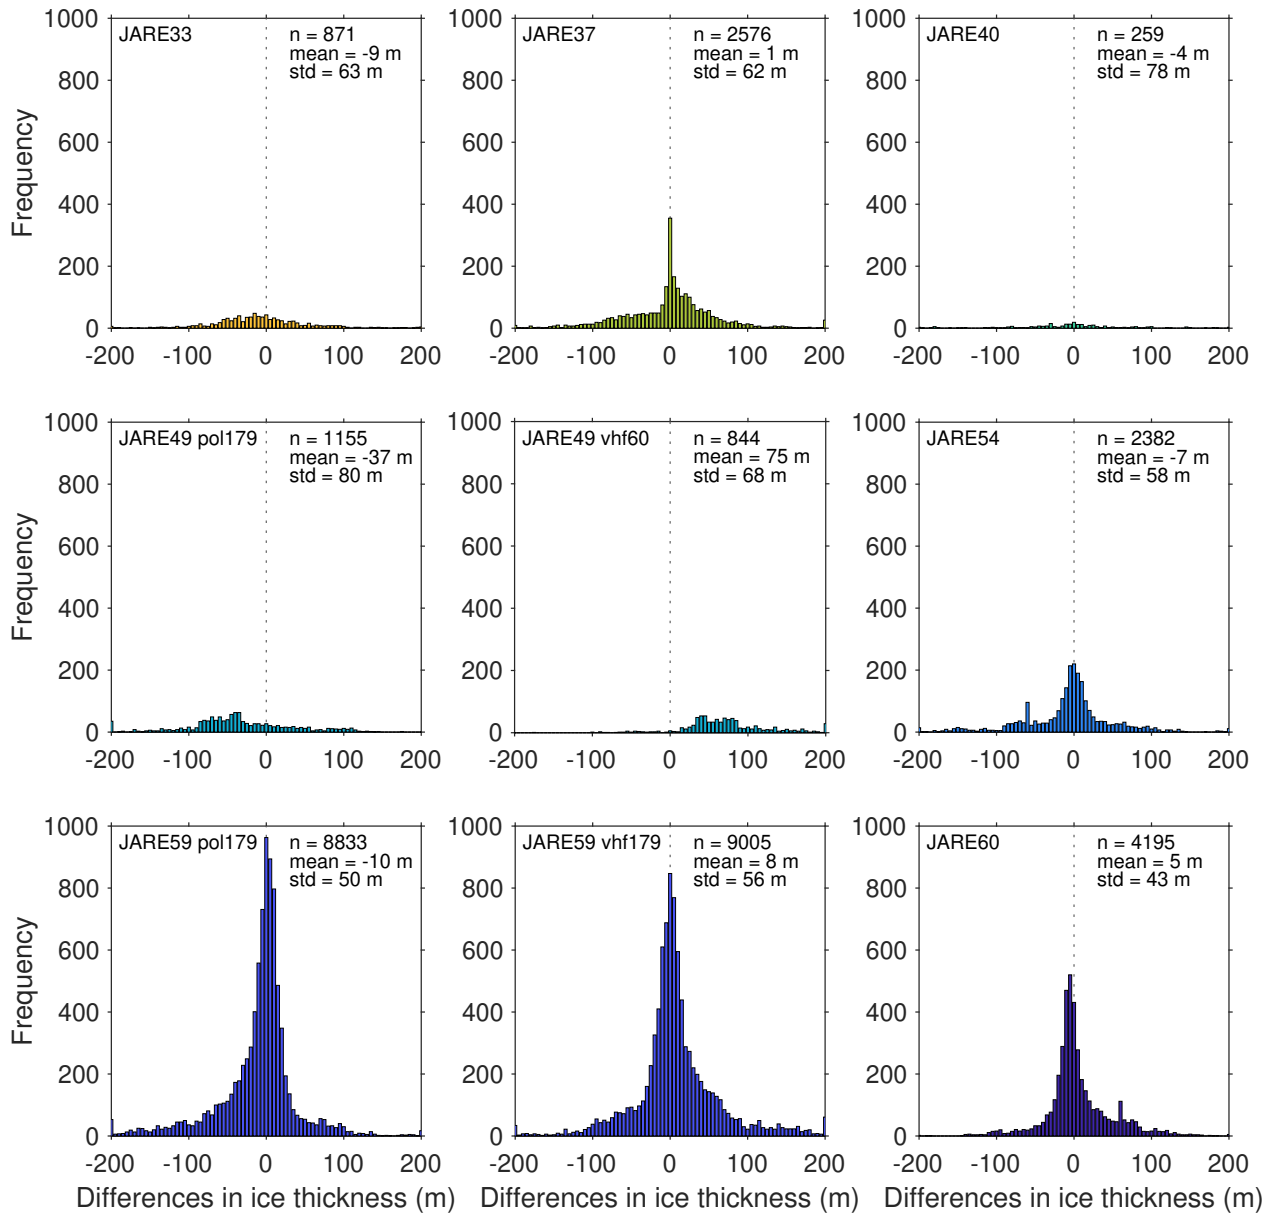 JARE33
n = 871
mean = -9 m
std = 63 m
1000
800
600
400
200
0
Frequency
-200 -100 0 100 200
JARE37
n = 2576
mean = 1 m
std = 62 m
1000
800
600
400
200
0
-200 -100 0 100 200
JARE40
n = 259
mean = -4 m
std = 78 m
1000
800
600
400
200
0
-200 -100 0 100 200
JARE49 pol179
n = 1155
mean = -37 m
std = 80 m
1000
800
600
400
200
0
Frequency
-200 -100 0 100 200
JARE49 vhf60
n = 844
mean = 75 m
std = 68 m
1000
800
600
400
200
0
-200 -100 0 100 200
JARE54
n = 2382
mean = -7 m
std = 58 m
1000
800
600
400
200
0
-200 -100 0 100 200
JARE59 pol179
n = 8833
mean = -10 m
std = 50 m
1000
800
600
400
200
0
Frequency
-200 -100 0 100 200
Differences in ice thickness (m)
JARE59 vhf179
n = 9005
mean = 8 m
std = 56 m
1000
800
600
400
200
0
-200 -100 0 100 200
Differences in ice thickness (m)
JARE60
n = 4195
mean = 5 m
std = 43 m
1000
800
600
400
200
0
-200 -100 0 100 200
Differences in ice thickness (m)